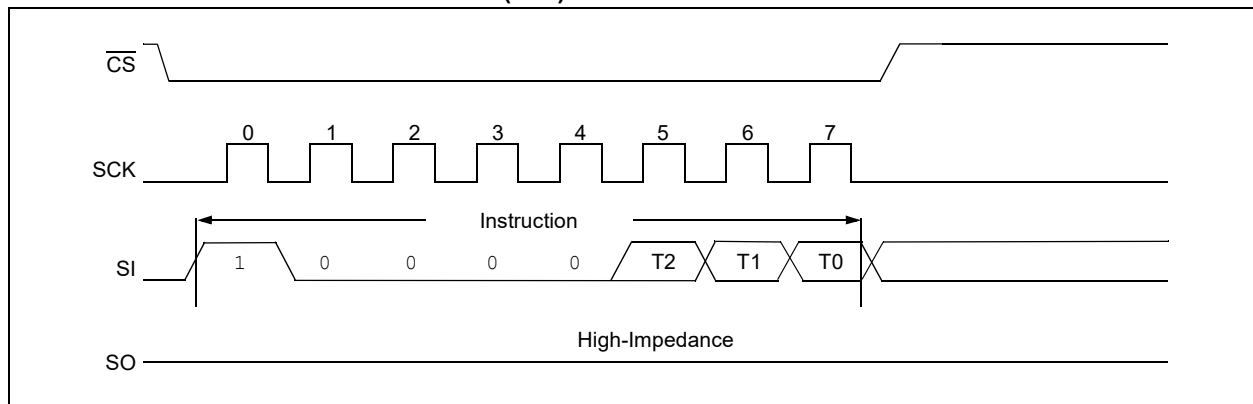 CS
0 1 2 3 4 5 6 7
SCK
Instruction
SI 1 0 0 0 0 T2 T1 T0
High-Impedance
SO